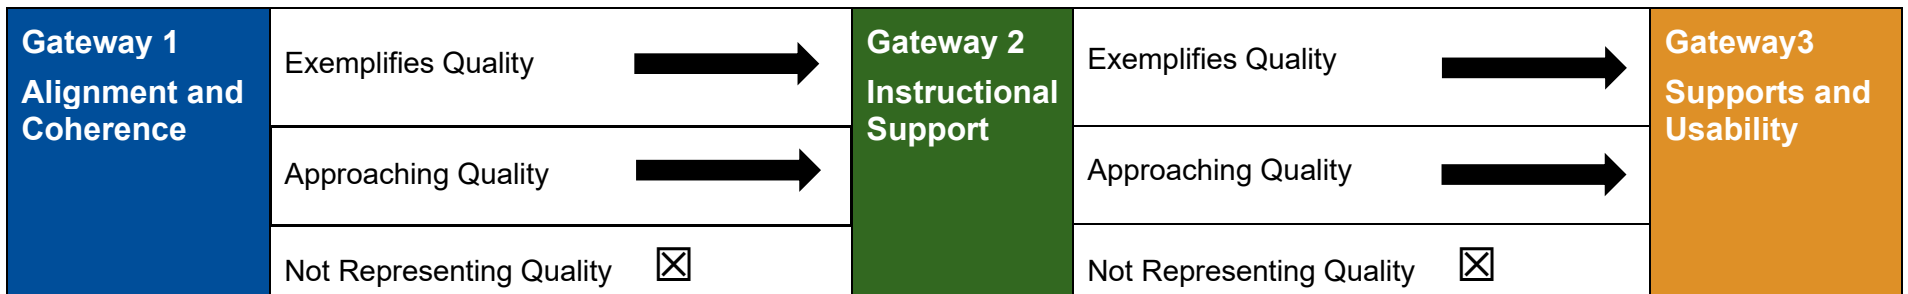 Gateway 1
Alignment and
Coherence
Exemplifies Quality
Approaching Quality
Not Representing Quality ☒
Gateway 2
Instructional
Support
Exemplifies Quality
Approaching Quality
Not Representing Quality ☒
Gateway3
Supports and
Usability